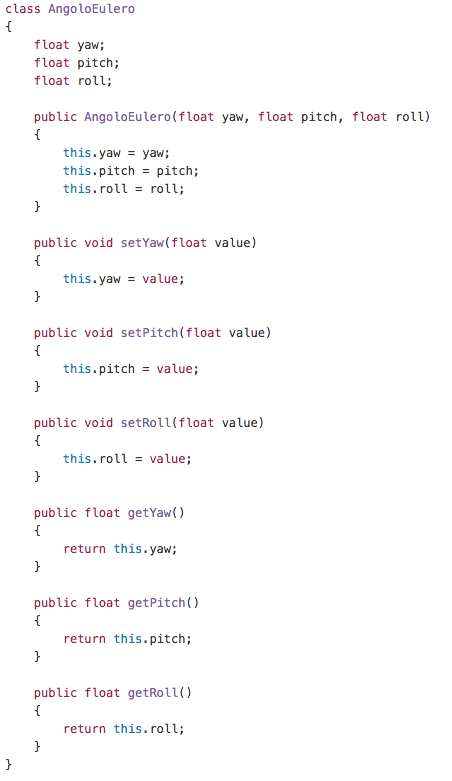 class AngoloEulero
{
    float yaw;
    float pitch;
    float roll;

    public AngoloEulero(float yaw, float pitch, float roll)
    {
        this.yaw = yaw;
        this.pitch = pitch;
        this.roll = roll;
    }

    public void setYaw(float value)
    {
        this.yaw = value;
    }

    public void setPitch(float value)
    {
        this.pitch = value;
    }

    public void setRoll(float value)
    {
        this.roll = value;
    }

    public float getYaw()
    {
        return this.yaw;
    }

    public float getPitch()
    {
        return this.pitch;
    }

    public float getRoll()
    {
        return this.roll;
    }
}